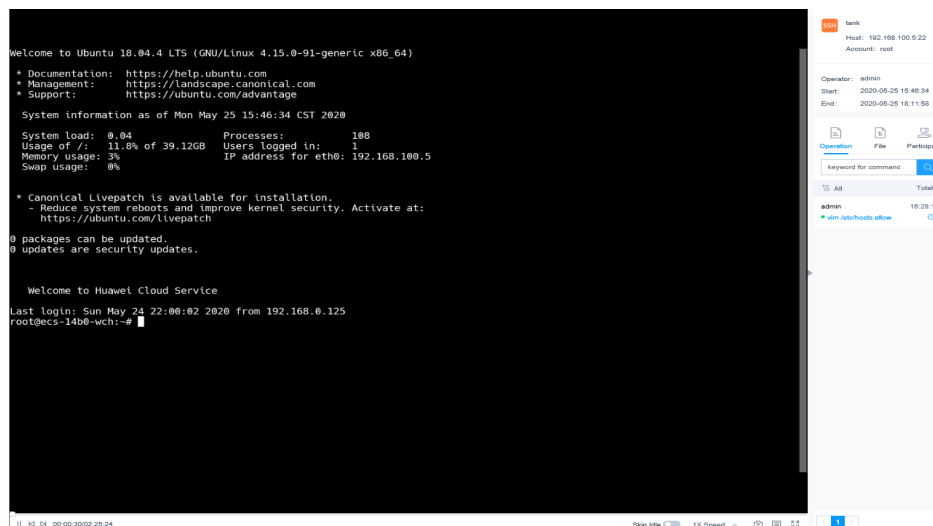 Welcome to Ubuntu 18.04.4 LTS (GNU/Linux 4.15.0-91-generic x86_64)
* Documentation: https://help.ubuntu.com
* Management: https://landscape.canonical.com
* Support: https://ubuntu.com/advantage
System information as of Mon May 25 15:46:34 CST 2020
System load: 0.04 Processes: 108
Usage of /: 11.8% of 39.12GB Users logged in: 1
Memory usage: 3% IP address for eth0: 192.168.100.5
Swap usage: 0%
* Canonical Livepatch is available for installation.
- Reduce system reboots and improve kernel security. Activate at:
https://ubuntu.com/livepatch
0 packages can be updated.
0 updates are security updates.
Welcome to Huawei Cloud Service
Last login: Sun May 24 22:00:02 2020 from 192.168.0.125
root@ecs-14b0-wch:~#
00:00:30/02:25:24
Skip Idle 1X Speed
SSH tank
Host: 192.168.100.5:22
Account: root
Operator: admin
Start: 2020-05-25 15:46:34
End: 2020-05-25 18:11:58
Operation File Particip
keyword for command
All Total
admin 16:28:
vim /etc/hosts.allow
1